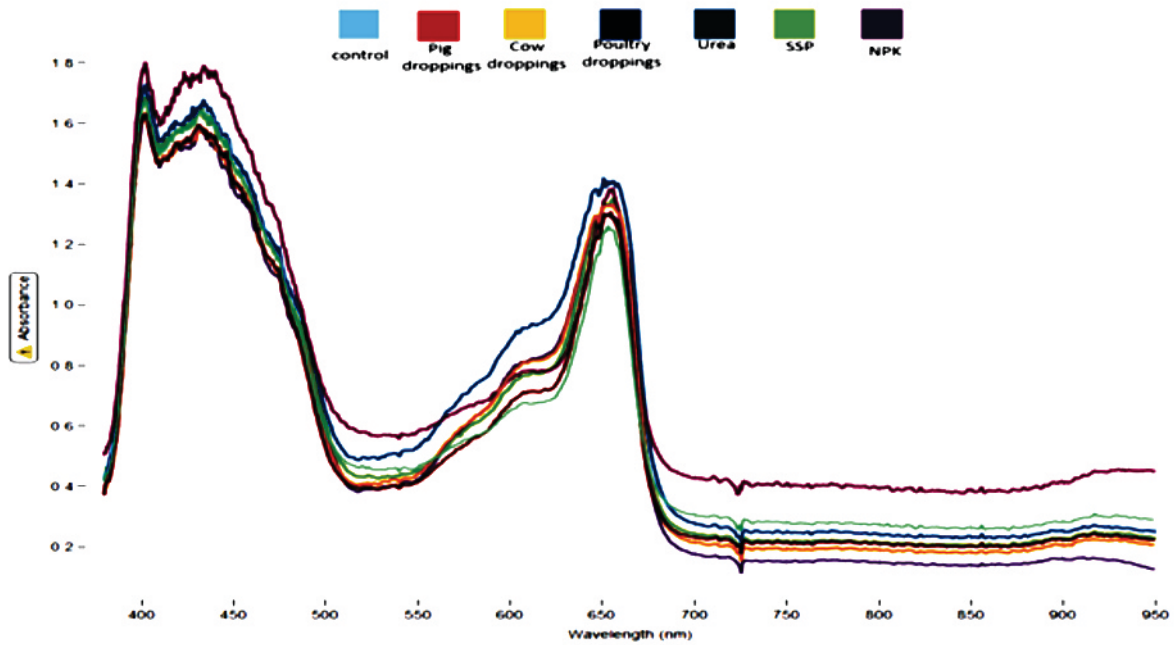 control
Pig
droppings
Cow
droppings
Poultry
droppings
Urea
SSP
NPK
1 8
1 6
1 4
1 2
1 0
0 8
0 6
0 4
0 2
Absorbance
400 450 500 550 600 650 700 750 800 850 900 950
Wavelength (nm)